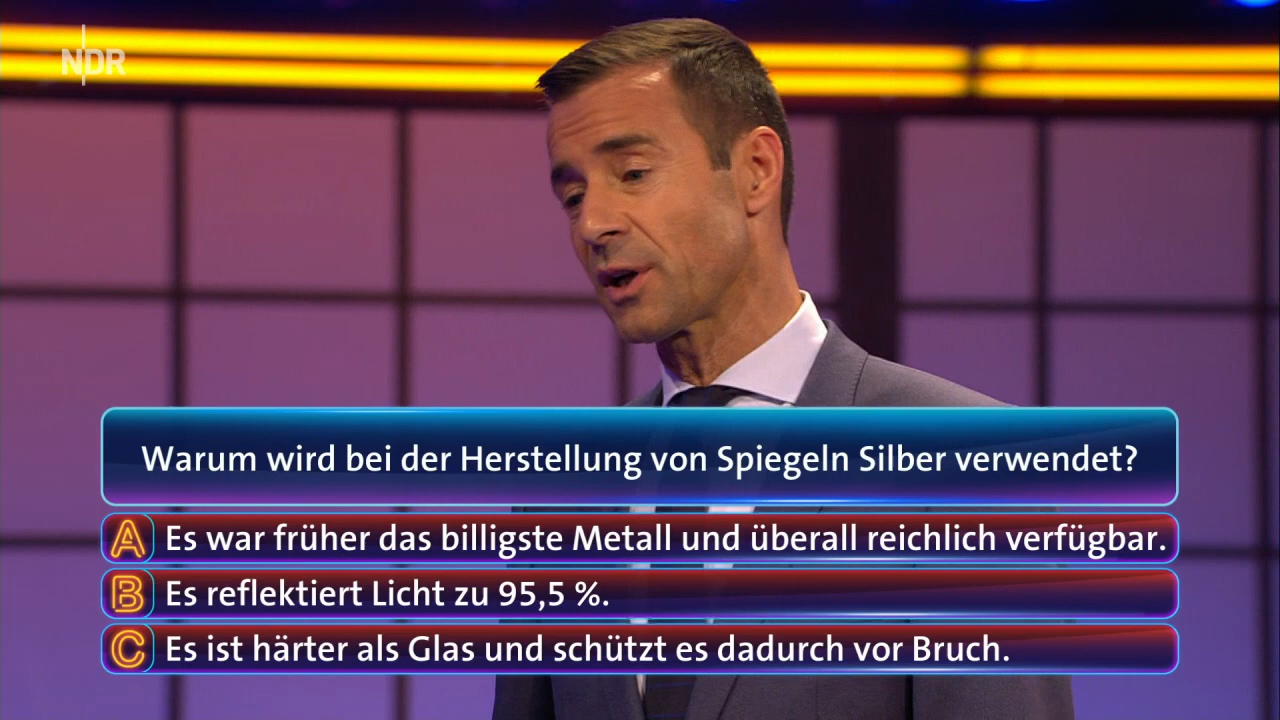 NDR
Warum wird bei der Herstellung von Spiegeln Silber verwendet?
A Es war früher das billigste Metall und überall reichlich verfügbar.
B Es reflektiert Licht zu 95,5 %.
C Es ist härter als Glas und schützt es dadurch vor Bruch.